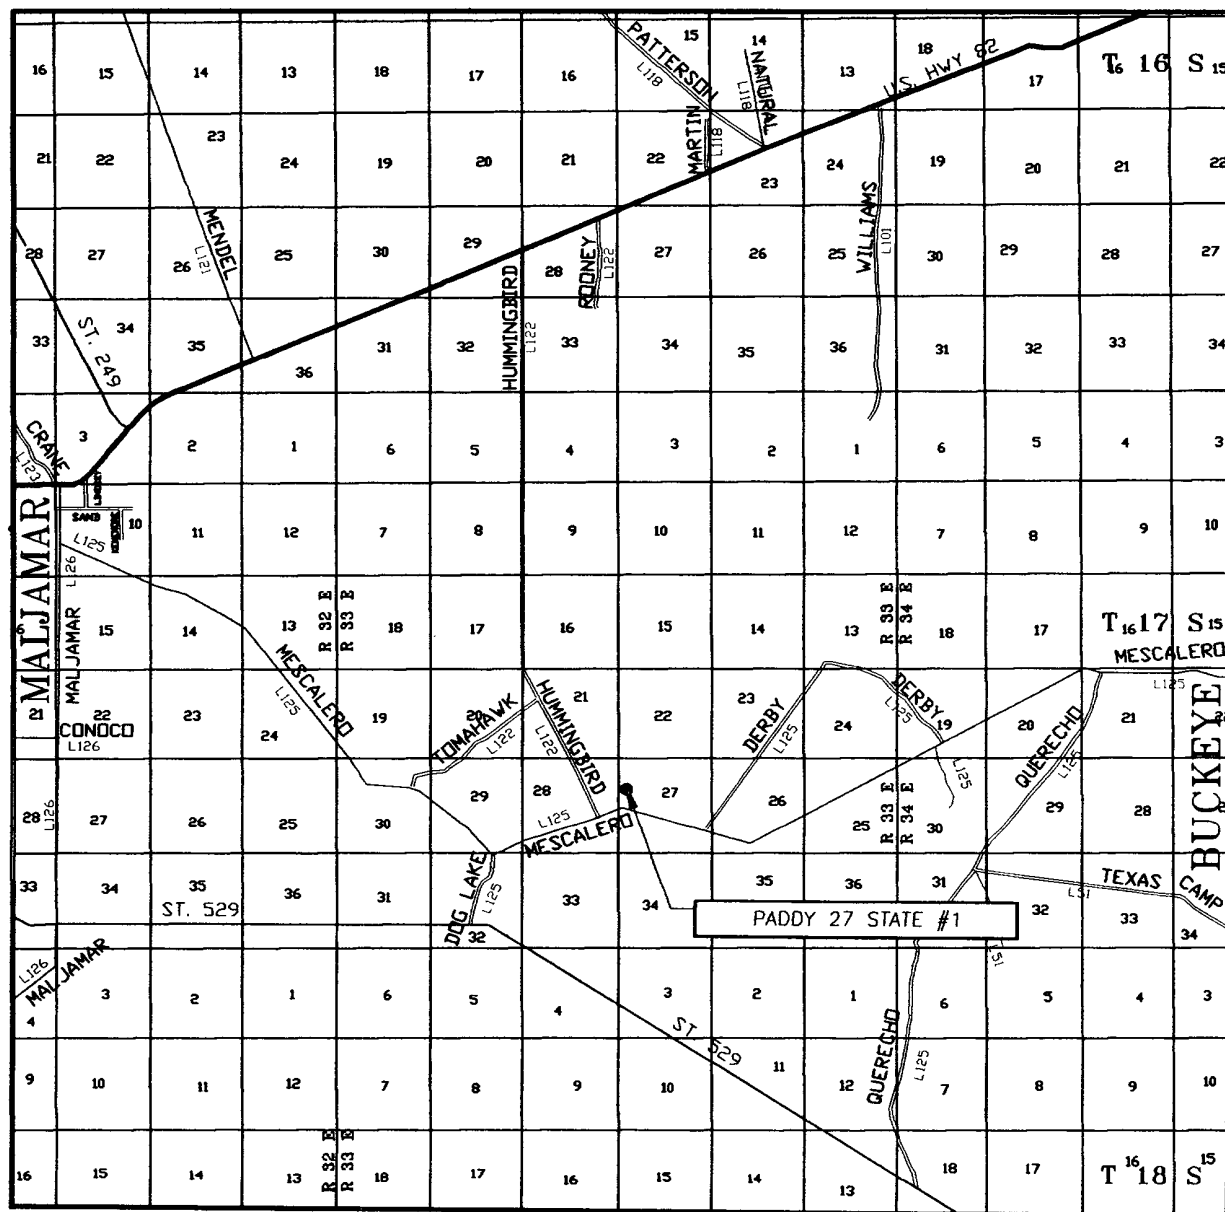 16 15 14 13 18 17 16 PATTERSON L118 15 14 NATURAL L118 13 18 U.S. HWY 82 17 T 16 S 16 15
21 22 23 24 19 20 21 22 MARTIN L118 23 24 19 20 21 22
28 27 26 MENDEL L121 25 30 29 28 ROONEY L122 27 26 25 WILLIAMS L101 30 29 28 27
33 34 ST. 249 35 36 31 32 HUMMINGBIRD L122 33 34 35 36 31 32 33 34
CRANE L123 3 2 1 6 5 4 3 2 1 6 5 4 3
MALJAMAR
SAND
10 11 12 7 8 9 10 11 12 7 8 9 10
L125
L126
MALJAMAR
R 32 E
R 33 E
R 33 E
R 34 E
15 14 13 18 17 16 15 14 13 18 17 T 17 S 16 15
MESCALERO
L125
21 22 23 24 19 20 21 22 23 24 19 20 21
CONOCO
L126
MESCALERO
L125
TOMAHAWK
L122
HUMMINGBIRD
L122
DERBY
L125
DERBY
L125
L125
QUERECHO
L125
BUCKEYE
28 27 26 25 30 29 28 27 26 25 30 29 28
L126
L125
MESCALERO
R 33 E
R 34 E
33 34 35 36 31 32 33 34 35 36 31 32 33 34
ST. 529
DOG LAKE
L125
TEXAS CAMP
L51
L51
PADDY 27 STATE #1
L126
MALJAMAR
4 3 2 1 6 5 4 3 2 1 6 5 4 3
ST. 529
QUERECHO
L125
9 10 11 12 7 8 9 10 11 12 7 8 9 10
R 32 E
R 33 E
16 15 14 13 18 17 16 15 14 13 18 17 T 18 S 16 15